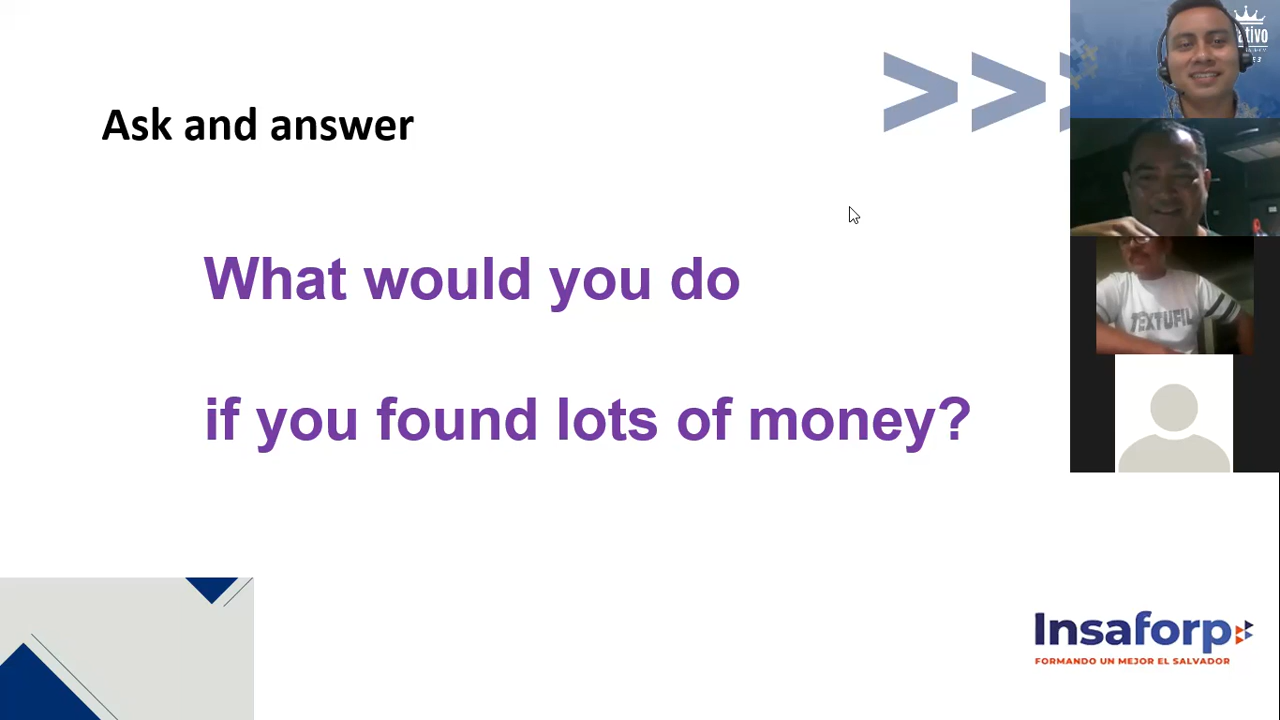 Ask and answer
>>
What would you do
if you found lots of money?
TEXTUFIL
Insaforp
FORMANDO UN MEJOR EL SALVADOR